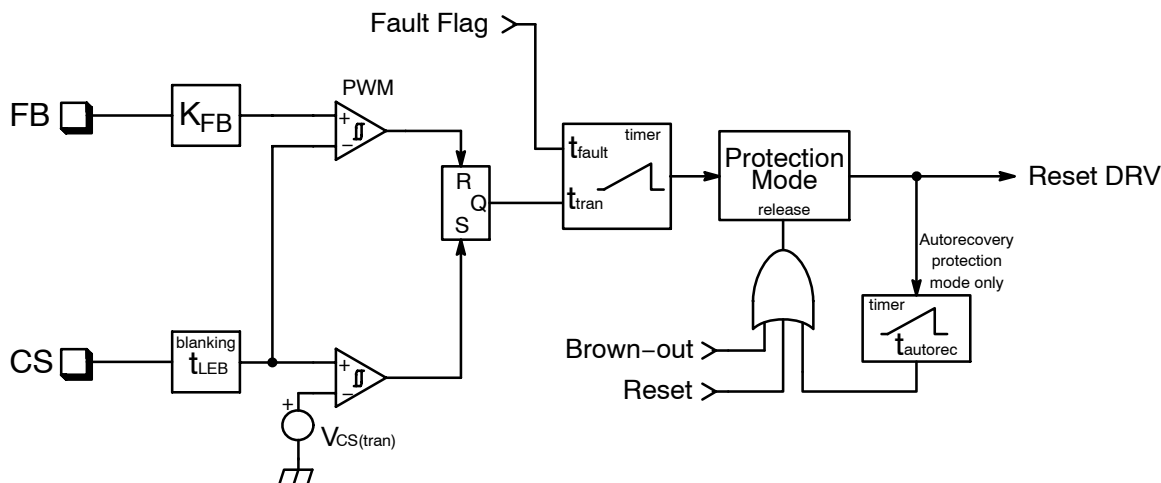 Fault Flag
PWM
FB
KFB
+
−
timer
tfault
ttran
Protection
Mode
release
Reset DRV
R
Q
S
Autorecovery
protection
mode only
timer
tautorec
CS
blanking
tLEB
+
−
+
VCS(tran)
Brown−out
Reset